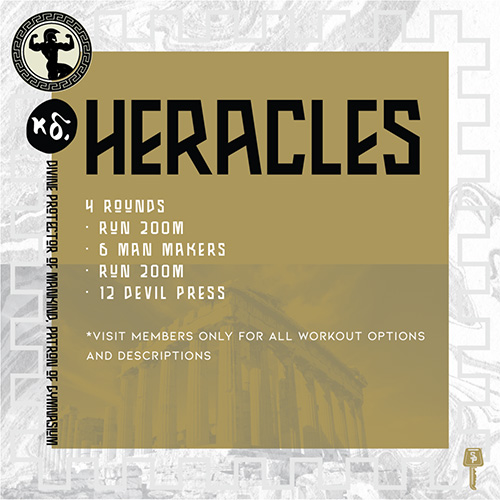 κδ.
HERACLES
4 ROUNDS
· RUN 200M
· 6 MAN MAKERS
· RUN 200M
· 12 DEVIL PRESS
*VISIT MEMBERS ONLY FOR ALL WORKOUT OPTIONS
AND DESCRIPTIONS
DIVINE PROTECTOR OF MANKIND, PATRON OF GYMNASIUM